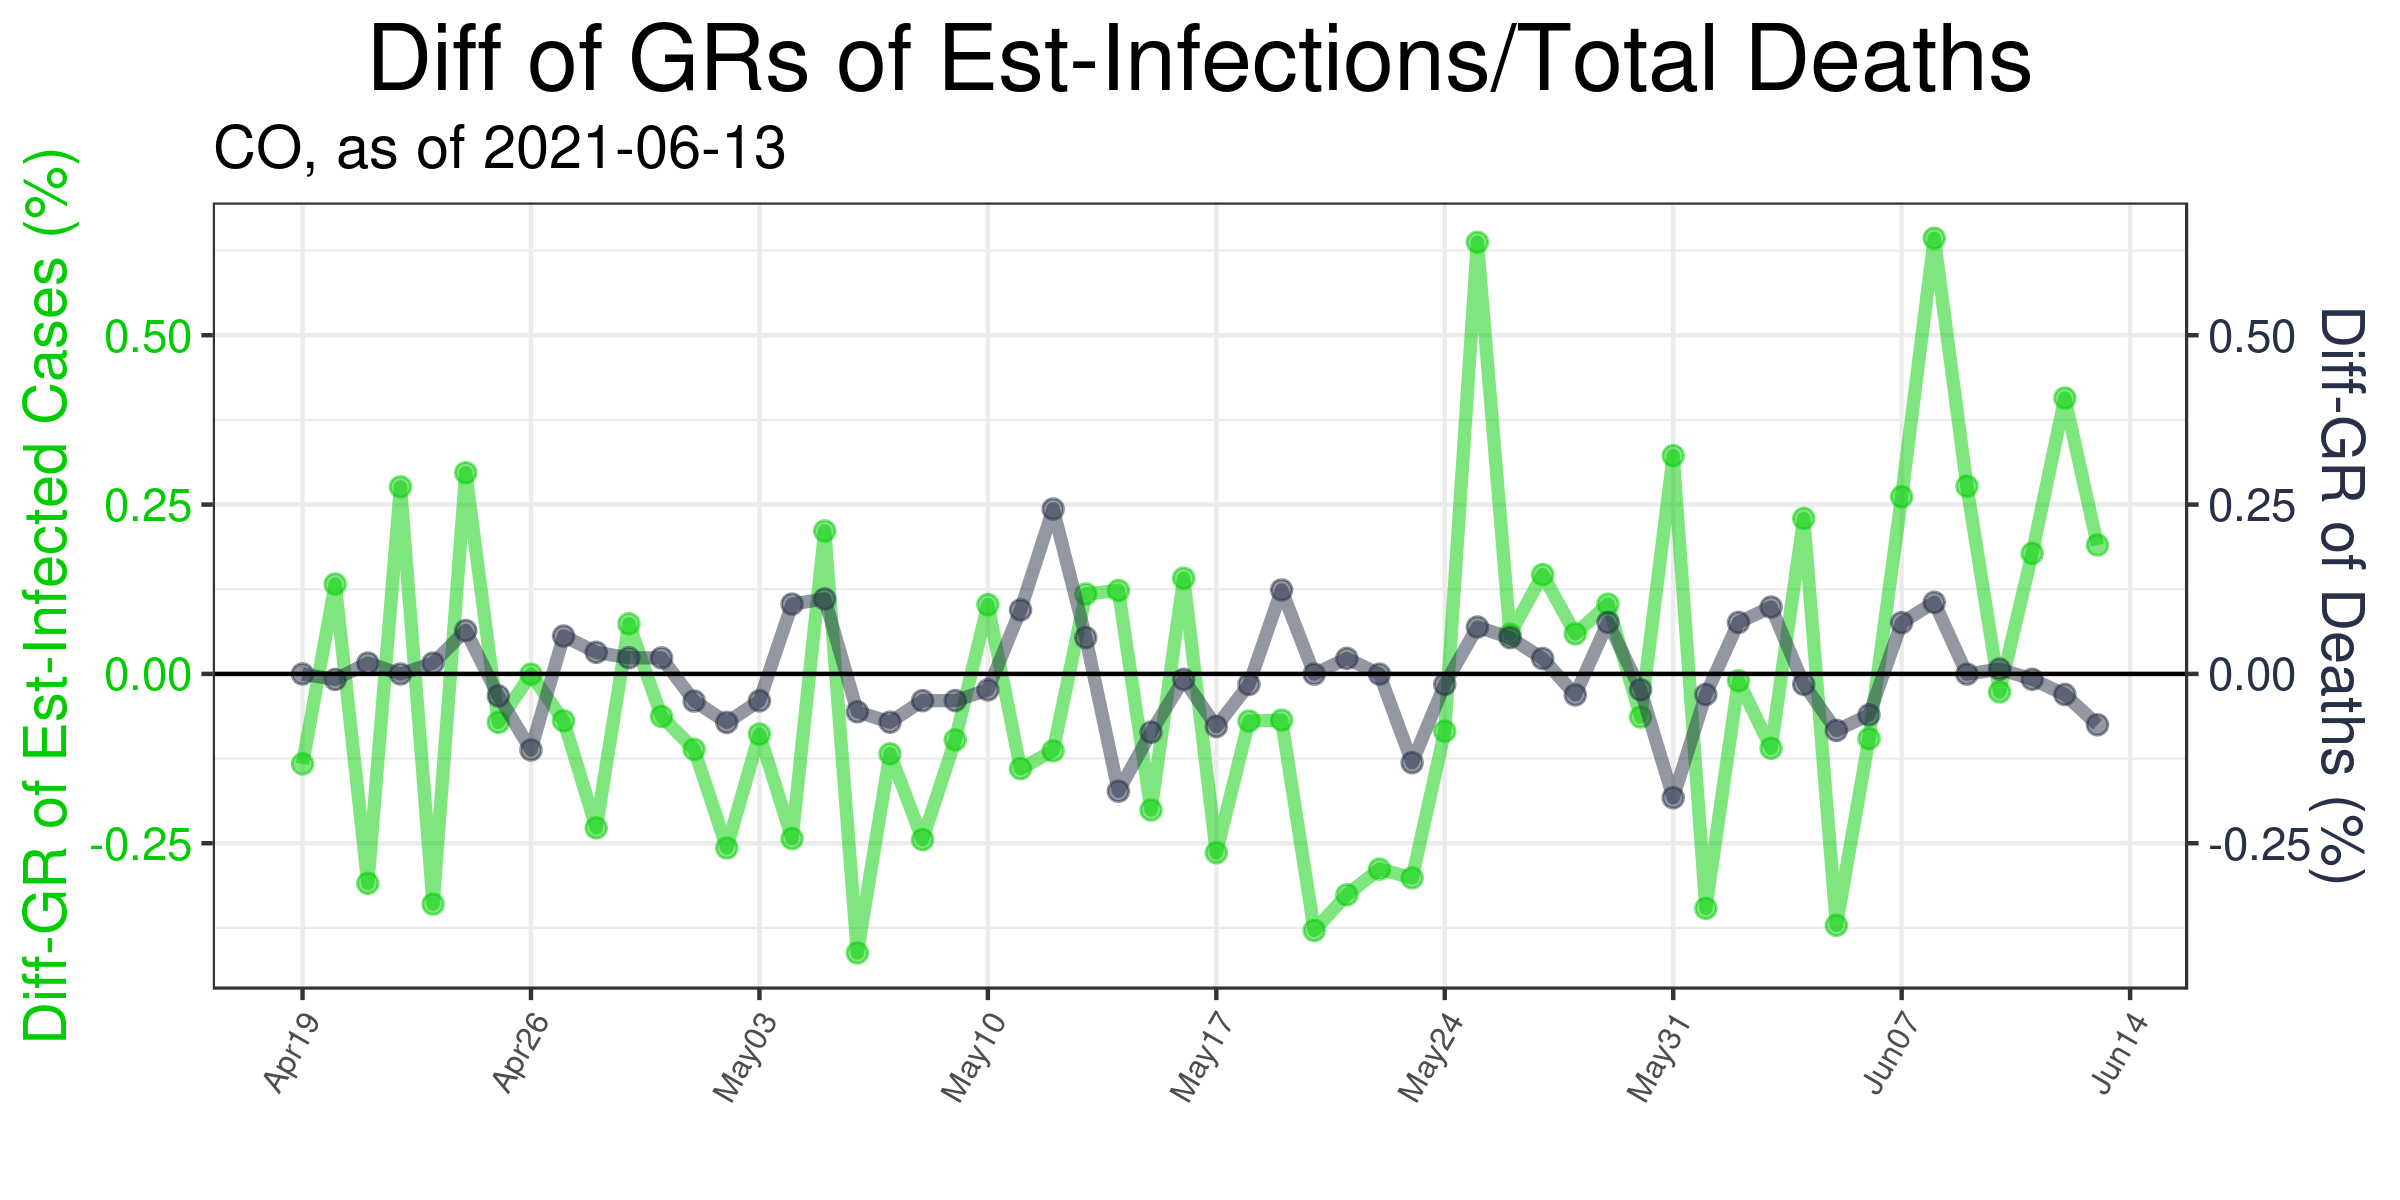 Diff of GRs of Est-Infections/Total Deaths
CO, as of 2021-06-13
Diff-GR of Est-Infected Cases (%)
0.50
0.25
0.00
-0.25
0.50
0.25
0.00
-0.25
Diff-GR of Deaths (%)
Apr19
Apr26
May03
May10
May17
May24
May31
Jun07
Jun14